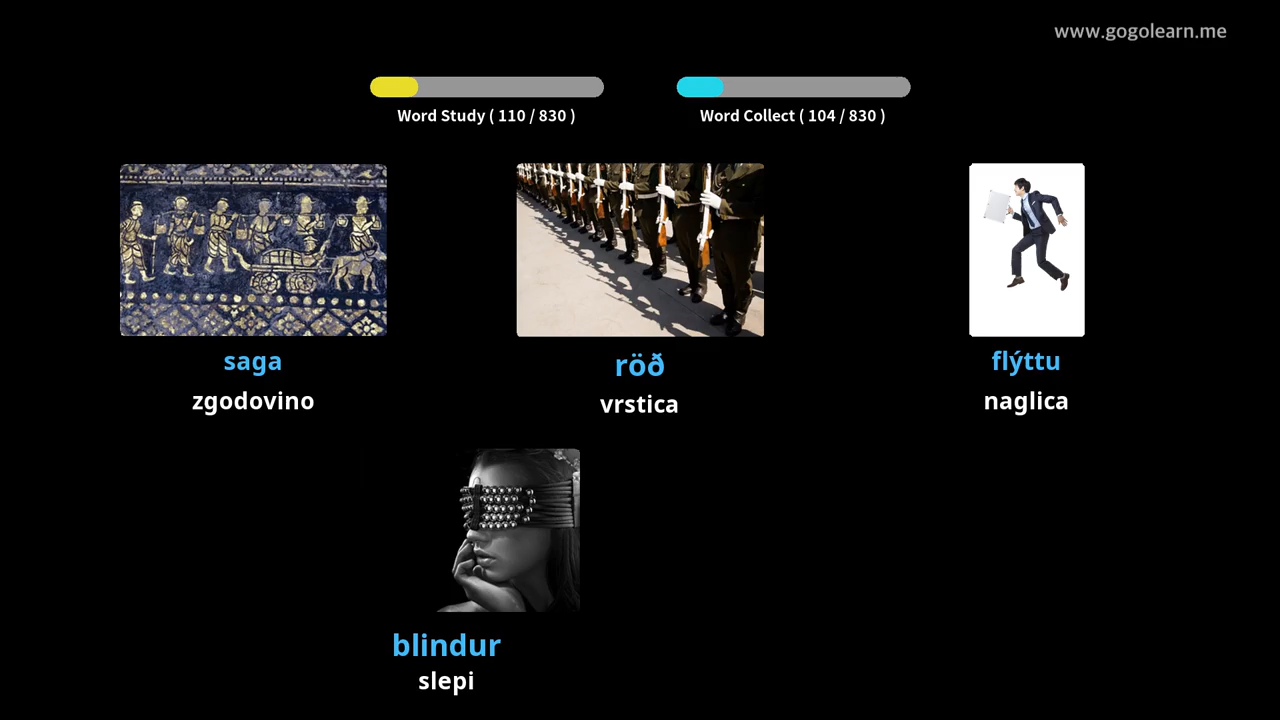 www.gogolearn.me
Word Study ( 110 / 830 )
Word Collect ( 104 / 830 )
saga
röð
flýttu
zgodovino
vrstica
naglica
blindur
slepi